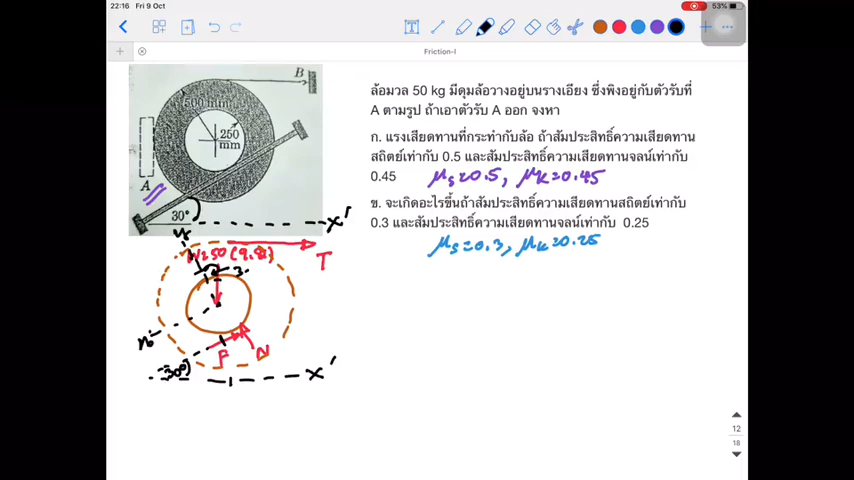 22:16 Fri 9 Oct
53%
Friction-I
B
500 mm
250
mm
A
30°
x'
ล้อมวล 50 kg มีดุมล้อวางอยู่บนรางเอียง ซึ่งพิงอยู่กับตัวรับที่
A ตามรูป ถ้าเอาตัวรับ A ออก จงหา
ก. แรงเสียดทานที่กระทำกับล้อ ถ้าสัมประสิทธิ์ความเสียดทาน
สถิตย์เท่ากับ 0.5 และสัมประสิทธิ์ความเสียดทานจลน์เท่ากับ
0.45
μs=0.5, μk=0.45
ข. จะเกิดอะไรขึ้นถ้าสัมประสิทธิ์ความเสียดทานสถิตย์เท่ากับ
0.3 และสัมประสิทธิ์ความเสียดทานจลน์เท่ากับ 0.25
μs=0.3, μk=0.25
W=50(9.81)
T
F
N
30°
x'
12
18